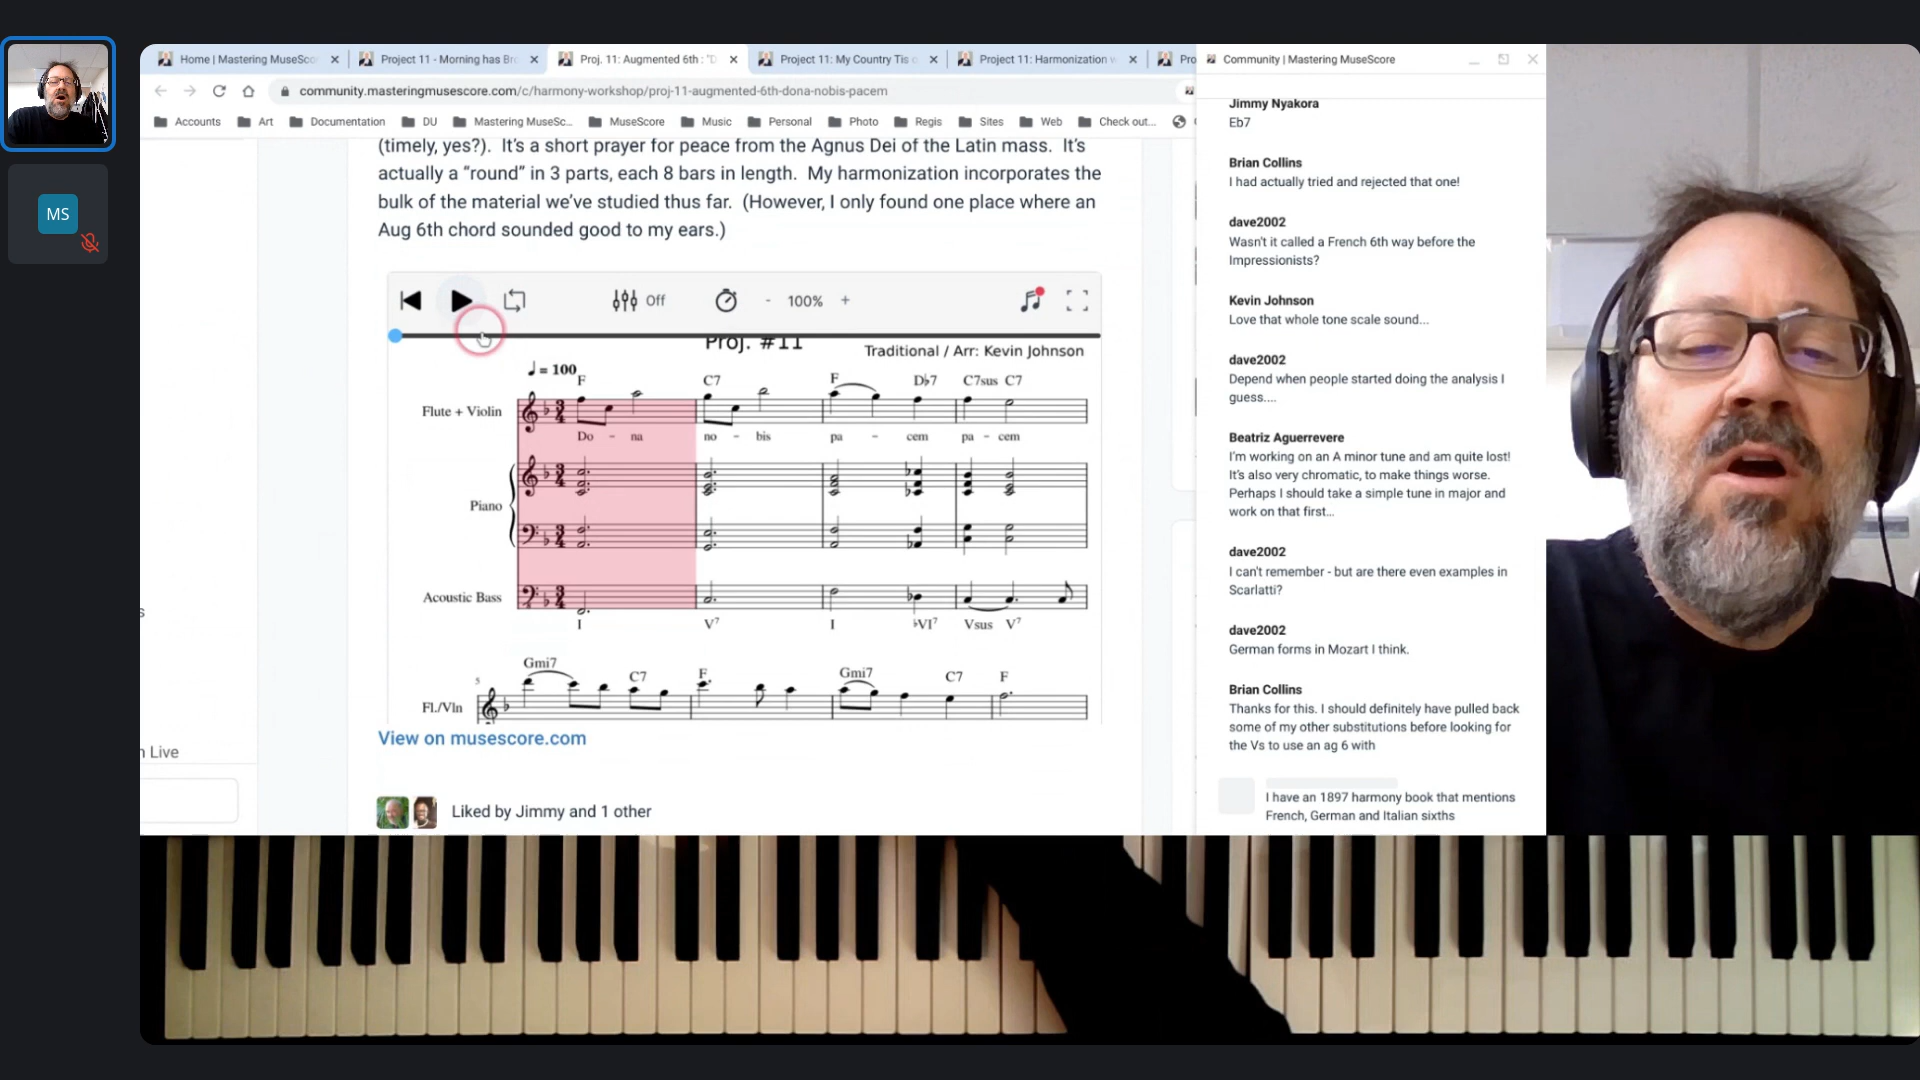 MS
Home | Mastering MuseSco
Project 11 - Morning has Br
Proj. 11: Augmented 6th : "D
Project 11: My Country Tis o
Project 11: Harmonization w
Pro
community.masteringmusescore.com/c/harmony-workshop/proj-11-augmented-6th-dona-nobis-pacem
Accounts Art Documentation DU Mastering MuseSc... MuseScore Music Personal Photo Regis Sites Web Check out...
(timely, yes?). It's a short prayer for peace from the Agnus Dei of the Latin mass. It's
actually a “round” in 3 parts, each 8 bars in length. My harmonization incorporates the
bulk of the material we've studied thus far. (However, I only found one place where an
Aug 6th chord sounded good to my ears.)
Off - 100% +
Proj. #11
Traditional / Arr: Kevin Johnson
♩ = 100
F C7 F D♭7 C7sus C7
Flute + Violin
Do - na no - bis pa - cem pa - cem
Piano
Acoustic Bass
I V7 I ♭VI7 Vsus V7
5
Gmi7 C7 F Gmi7 C7 F
Fl./Vln
View on musescore.com
Liked by Jimmy and 1 other
s
n Live
Community | Mastering MuseScore
Jimmy Nyakora
Eb7
Brian Collins
I had actually tried and rejected that one!
dave2002
Wasn't it called a French 6th way before the
Impressionists?
Kevin Johnson
Love that whole tone scale sound...
dave2002
Depend when people started doing the analysis I
guess....
Beatriz Aguerrevere
I'm working on an A minor tune and am quite lost!
It's also very chromatic, to make things worse.
Perhaps I should take a simple tune in major and
work on that first...
dave2002
I can't remember - but are there even examples in
Scarlatti?
dave2002
German forms in Mozart I think.
Brian Collins
Thanks for this. I should definitely have pulled back
some of my other substitutions before looking for
the Vs to use an ag 6 with
I have an 1897 harmony book that mentions
French, German and Italian sixths